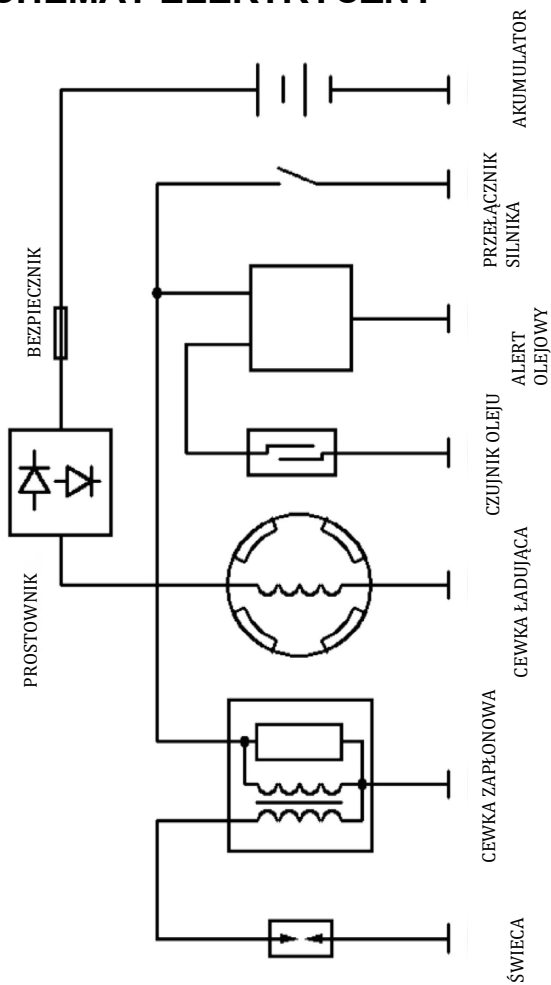 SCHEMAT ELEKTRYCZNY
AKUMULATOR
PRZEŁĄCZNIK
SILNIKA
BEZPIECZNIK
ALERT
OLEJOWY
CZUJNIK OLEJU
PROSTOWNIK
CEWKA ŁADUJĄCA
CEWKA ZAPŁONOWA
ŚWIECA